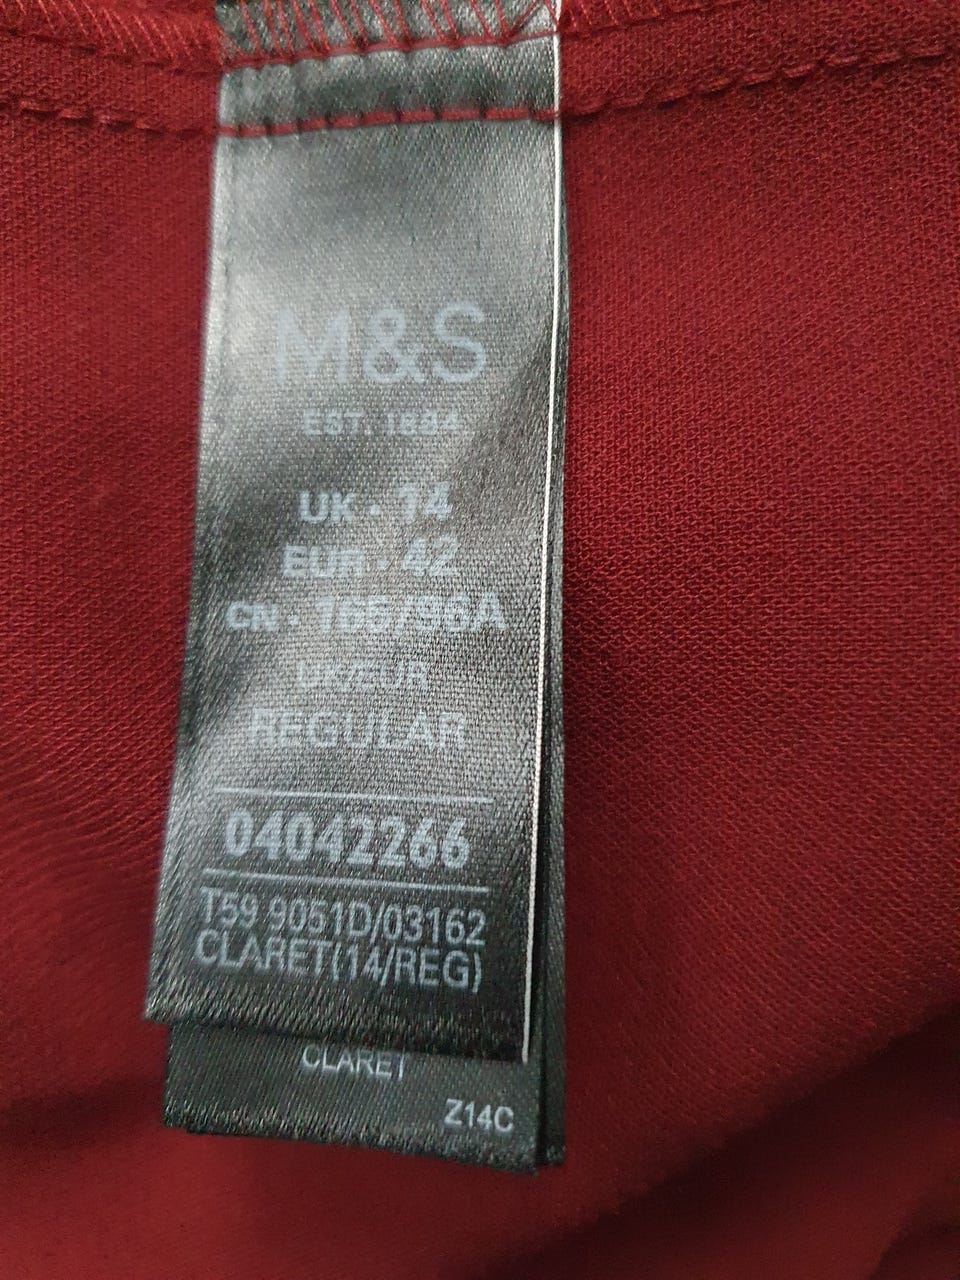 M&S
EST. 1884
UK - 14
EUR - 42
CN - 165/96A
UK/EUR
REGULAR
04042266
T59 9051D/03162
CLARET(14/REG)
CLARET
Z14C